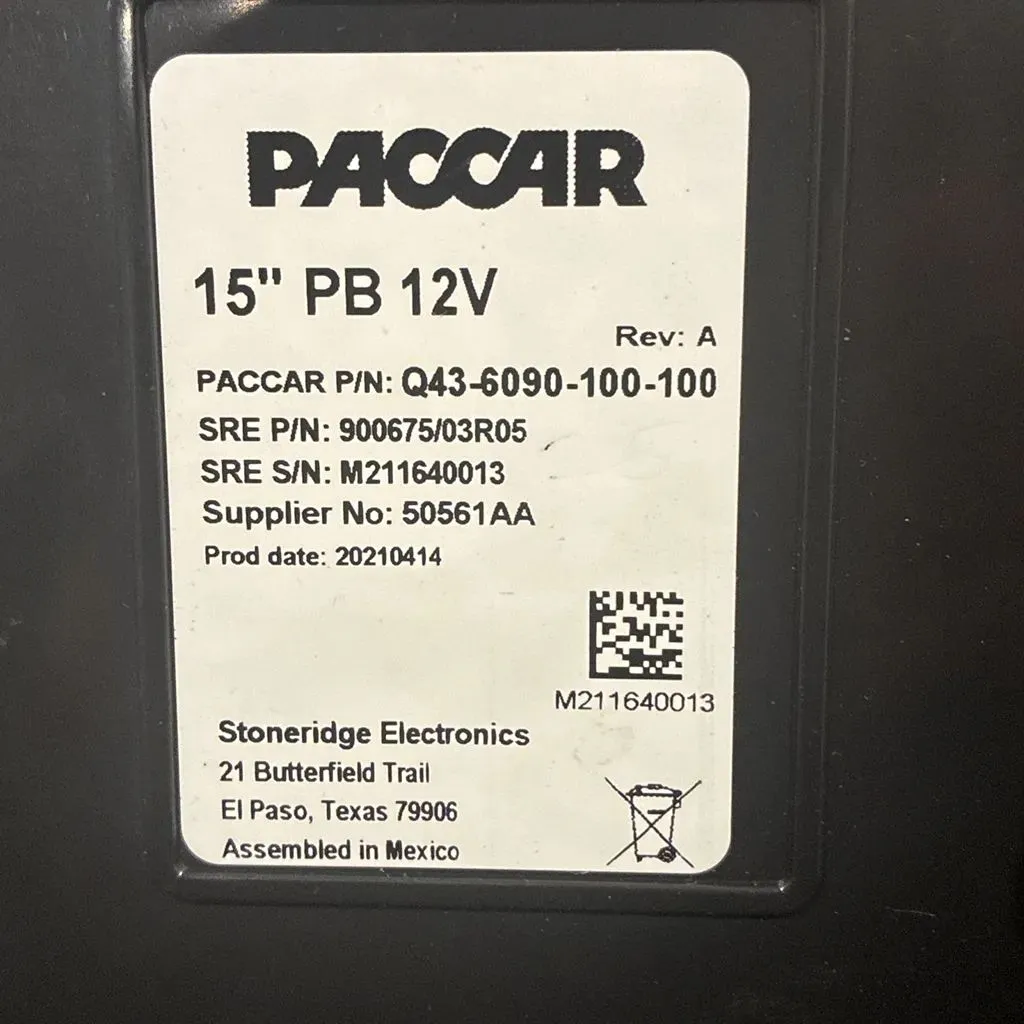 PACCAR
15" PB 12V
Rev: A
PACCAR P/N: Q43-6090-100-100
SRE P/N: 900675/03R05
SRE S/N: M211640013
Supplier No: 50561AA
Prod date: 20210414
M211640013
Stoneridge Electronics
21 Butterfield Trail
El Paso, Texas 79906
Assembled in Mexico